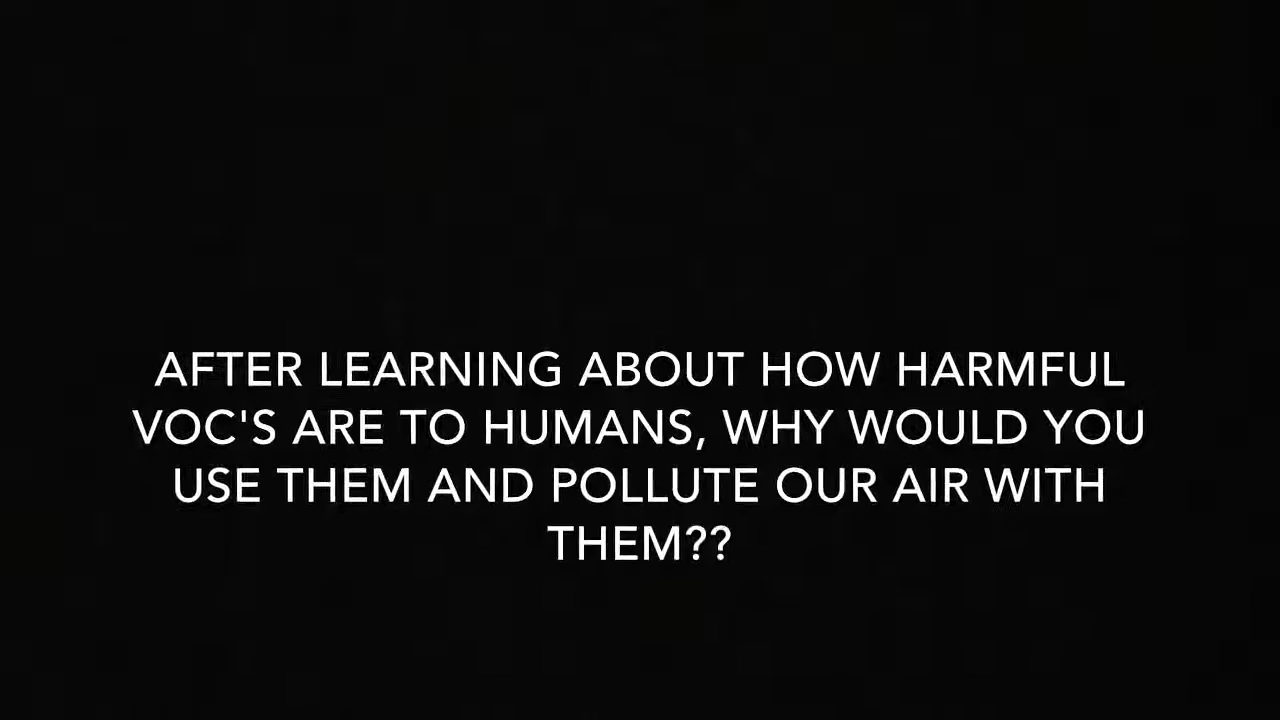 AFTER LEARNING ABOUT HOW HARMFUL
VOC'S ARE TO HUMANS, WHY WOULD YOU
USE THEM AND POLLUTE OUR AIR WITH
THEM??